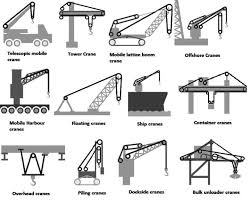 Telescopic mobile
crane
Tower Crane
Mobile lattice boom
crane
Offshore Cranes
Mobile Harbour
cranes
Floating cranes
Ship cranes
Container cranes
Overhead cranes
Piling cranes
Dockside cranes
Bulk unloader cranes